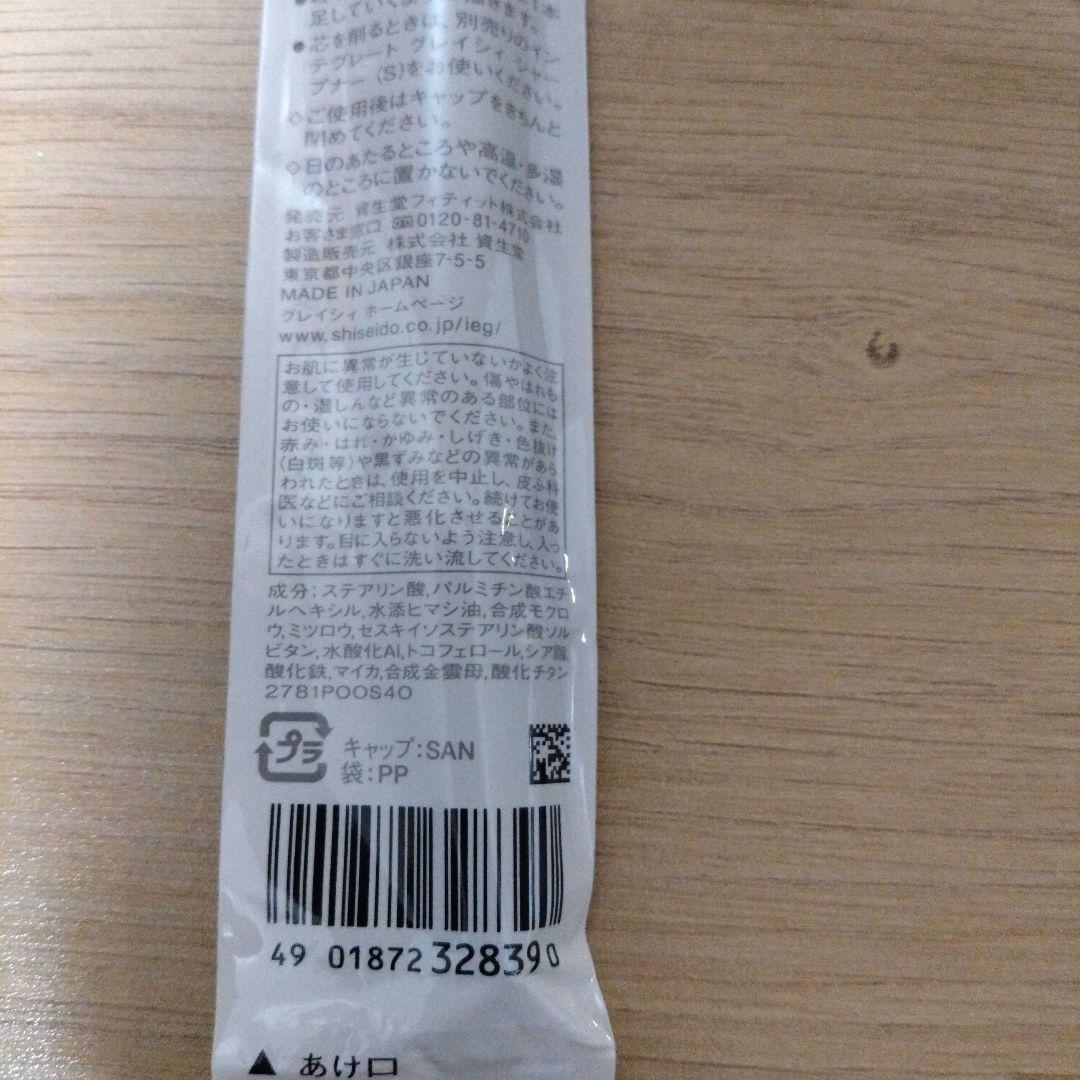 足していくよ
●芯を削るときは、別売りのイン
テグレート グレイシィ シャー
プナー (S)をお使いください。
◇ご使用後はキャップをきちんと
閉めてください。
◇日のあたるところや高温・多湿
のところに置かないでください。
発売元 資生堂フィティット株式会社
お客さま窓口 0120-81-4710
製造販売元 株式会社 資生堂
東京都中央区銀座7-5-5
MADE IN JAPAN
グレイシィ ホームページ
www.shiseido.co.jp/ieg/
お肌に異常が生じていないかよく注
意して使用してください。傷やはれも
の・湿しんなど異常のある部位には
お使いにならないでください。また、
赤み・はれ・かゆみ・しげき・色抜け
(白斑等)や黒ずみなどの異常があら
われたときは、使用を中止し、皮ふ科
医などにご相談ください。続けてお使
いになりますと悪化させることがあ
ります。目に入らないよう注意し、入っ
たときはすぐに洗い流してください。
成分:ステアリン酸,パルミチン酸エチ
ルヘキシル,水添ヒマシ油,合成モクロ
ウ,ミツロウ,セスキイソステアリン酸ソル
ビタン,水酸化Al,トコフェロール,シア脂,
酸化鉄,マイカ,合成金雲母,酸化チタン
2781P00S40
プラ キャップ:SAN
袋:PP
49 01872 328390
▲ あけ口